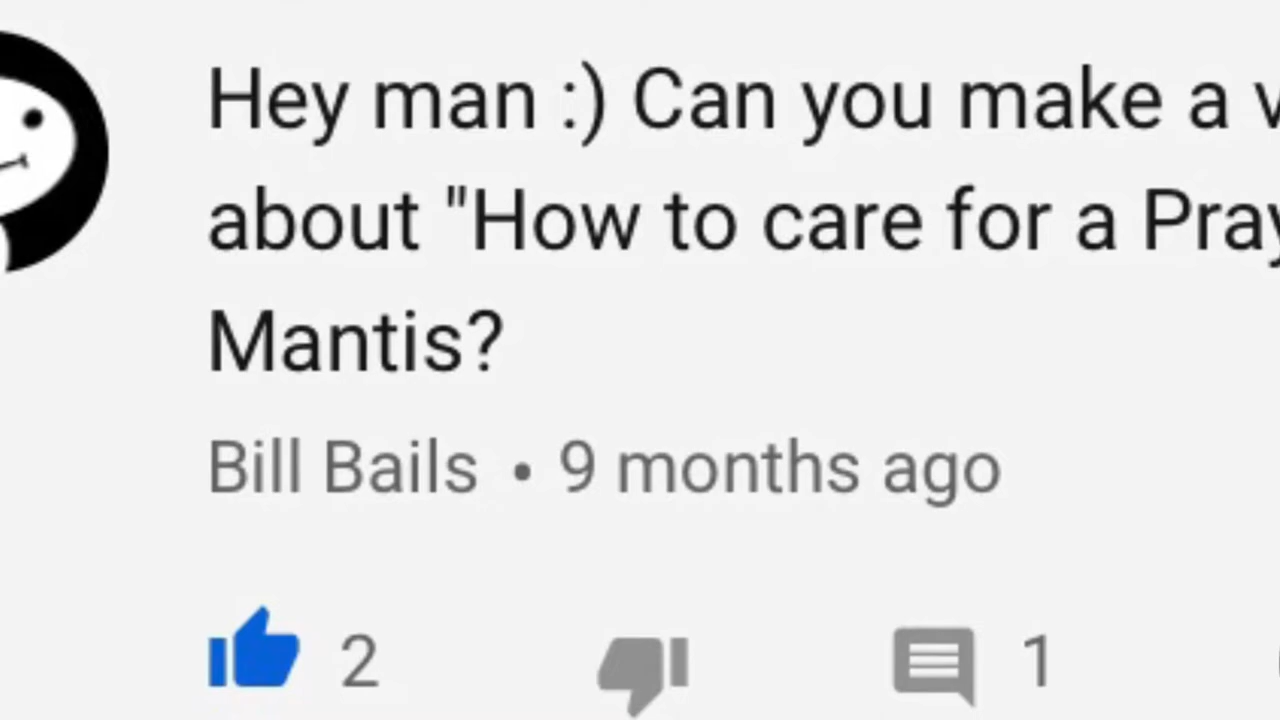 Hey man :) Can you make a
about "How to care for a
Mantis?
Bill Bails • 9 months ago
2 1